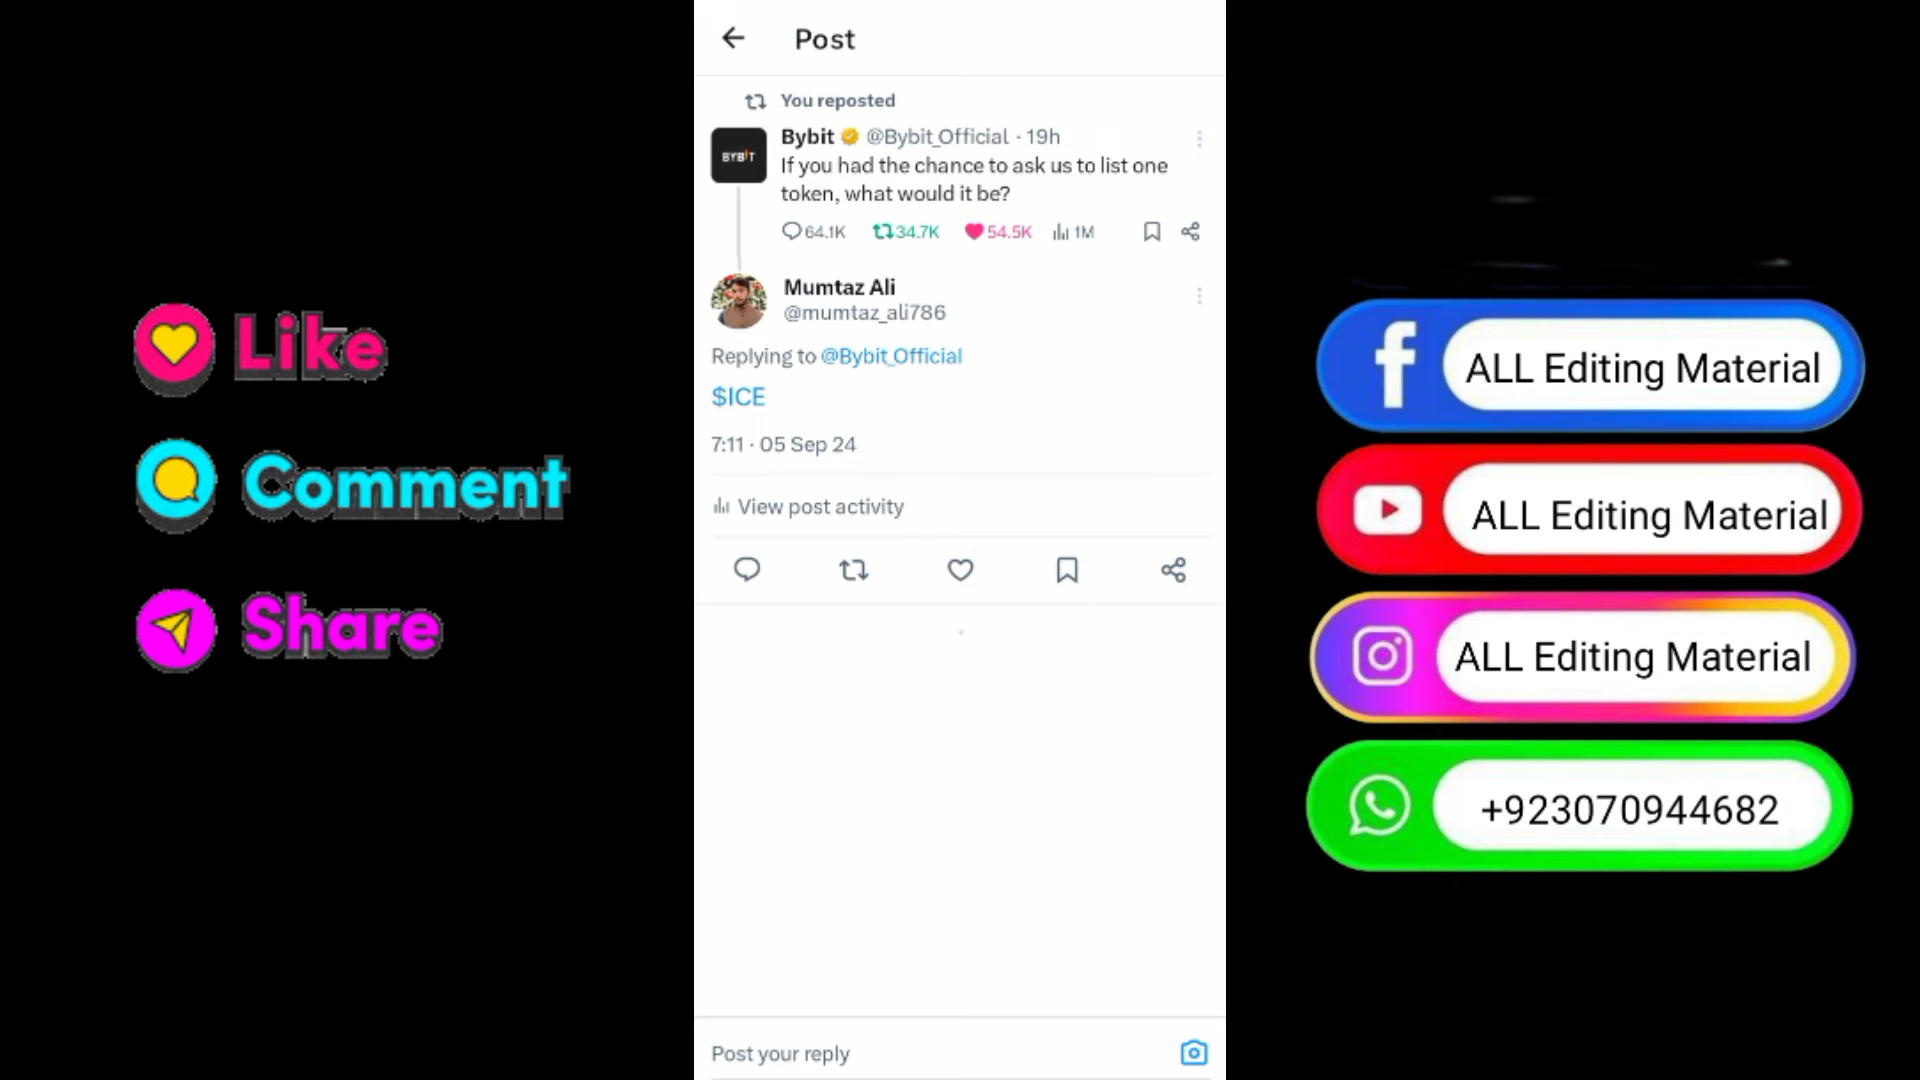 Like
Comment
Share
Post
You reposted
BYBIT
Bybit @Bybit_Official · 19h
If you had the chance to ask us to list one
token, what would it be?
64.1K 34.7K 54.5K 1M
Mumtaz Ali
@mumtaz_ali786
Replying to @Bybit_Official
$ICE
7:11 · 05 Sep 24
View post activity
Post your reply
ALL Editing Material
ALL Editing Material
ALL Editing Material
+923070944682